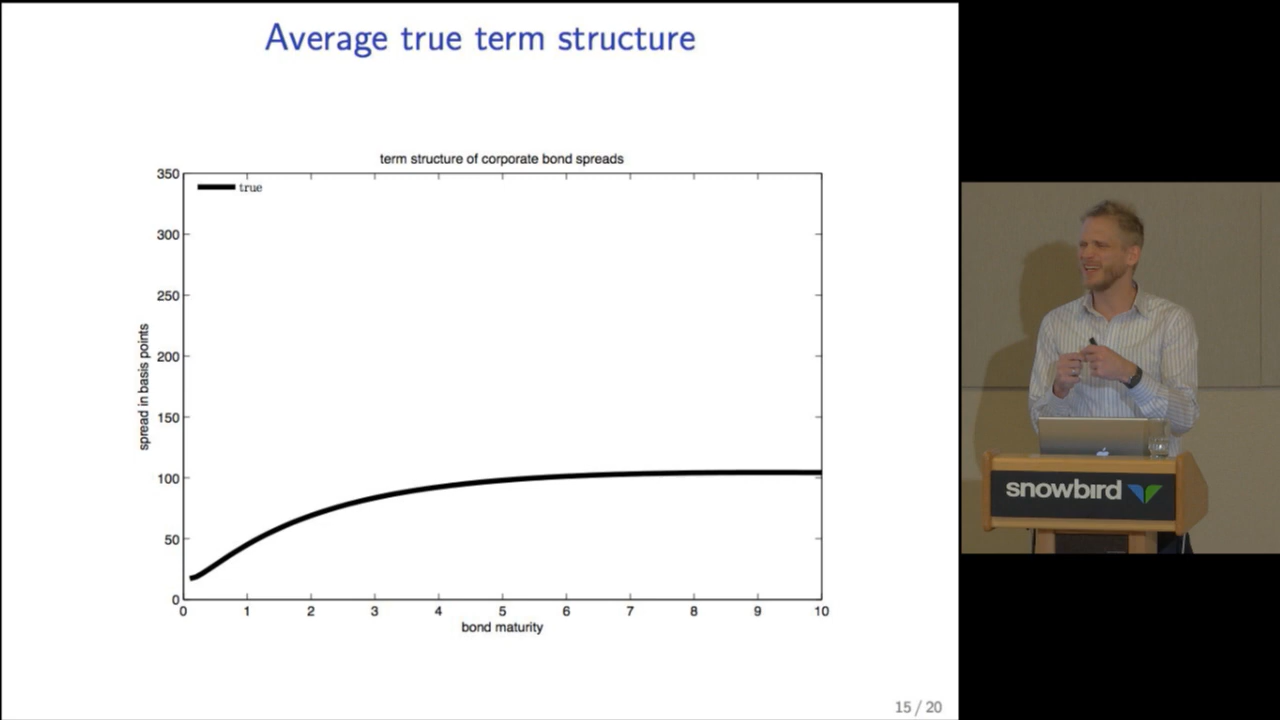 Average true term structure
term structure of corporate bond spreads
350
true
300
250
200
150
100
50
0
spread in basis points
0 1 2 3 4 5 6 7 8 9 10
bond maturity
15 / 20
snowbird